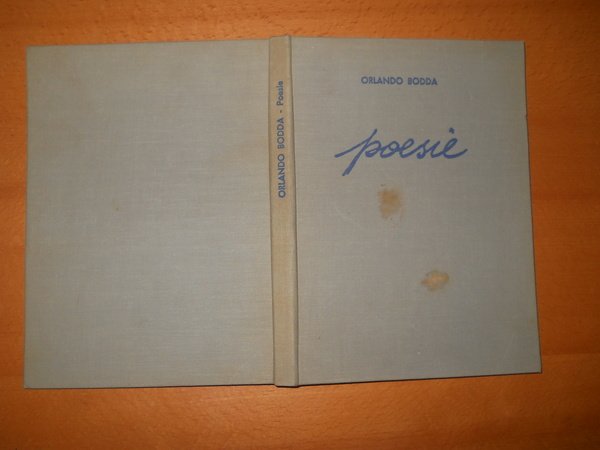 ORLANDO BODDA - Poesie
ORLANDO BODDA
poesie